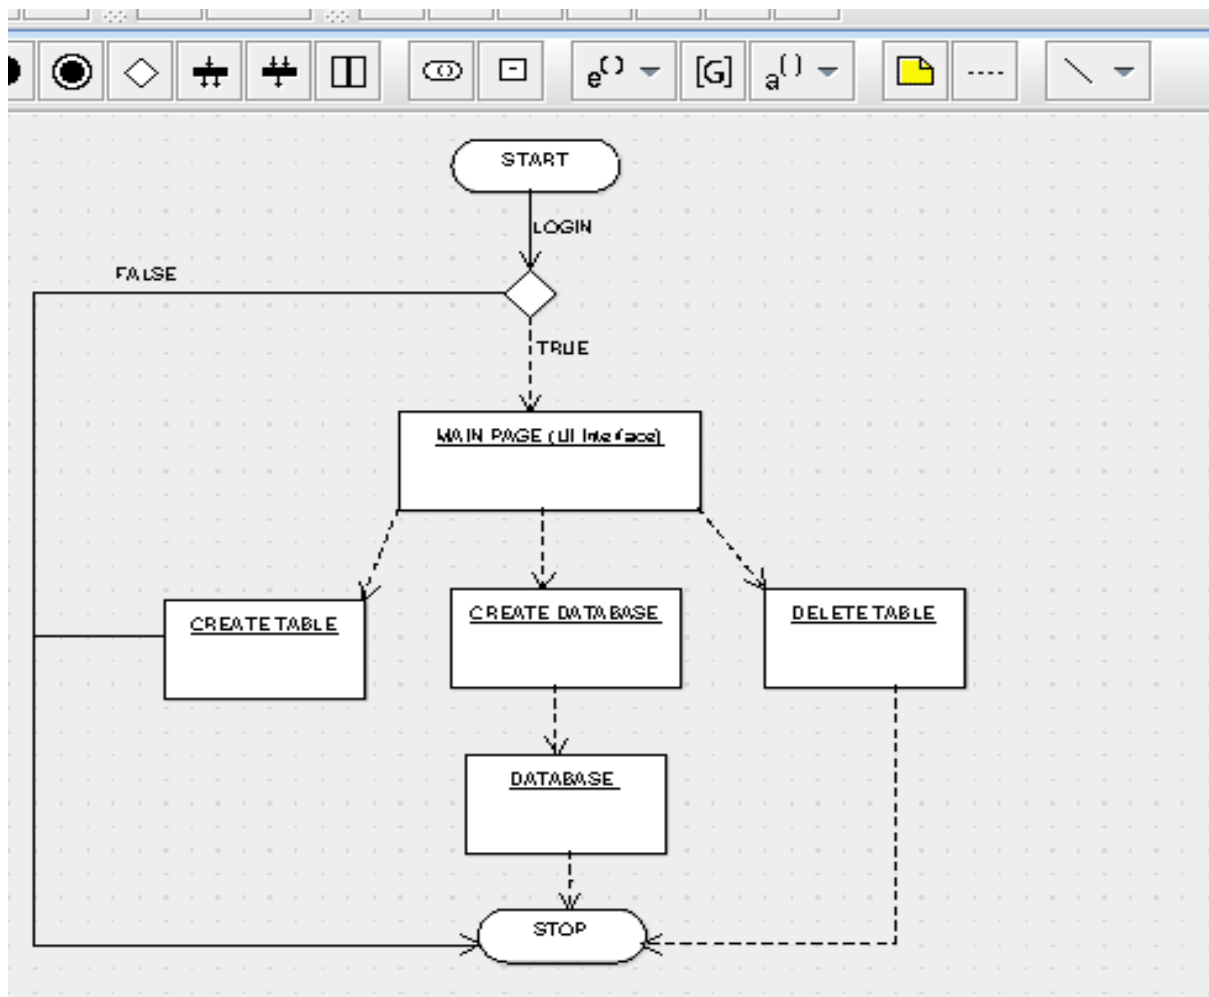 e()
[G]
a()
START
LOGIN
FALSE
TRUE
MAIN PAGE (UI Interface)
CREATE TABLE
CREATE DATABASE
DELETE TABLE
DATABASE
STOP